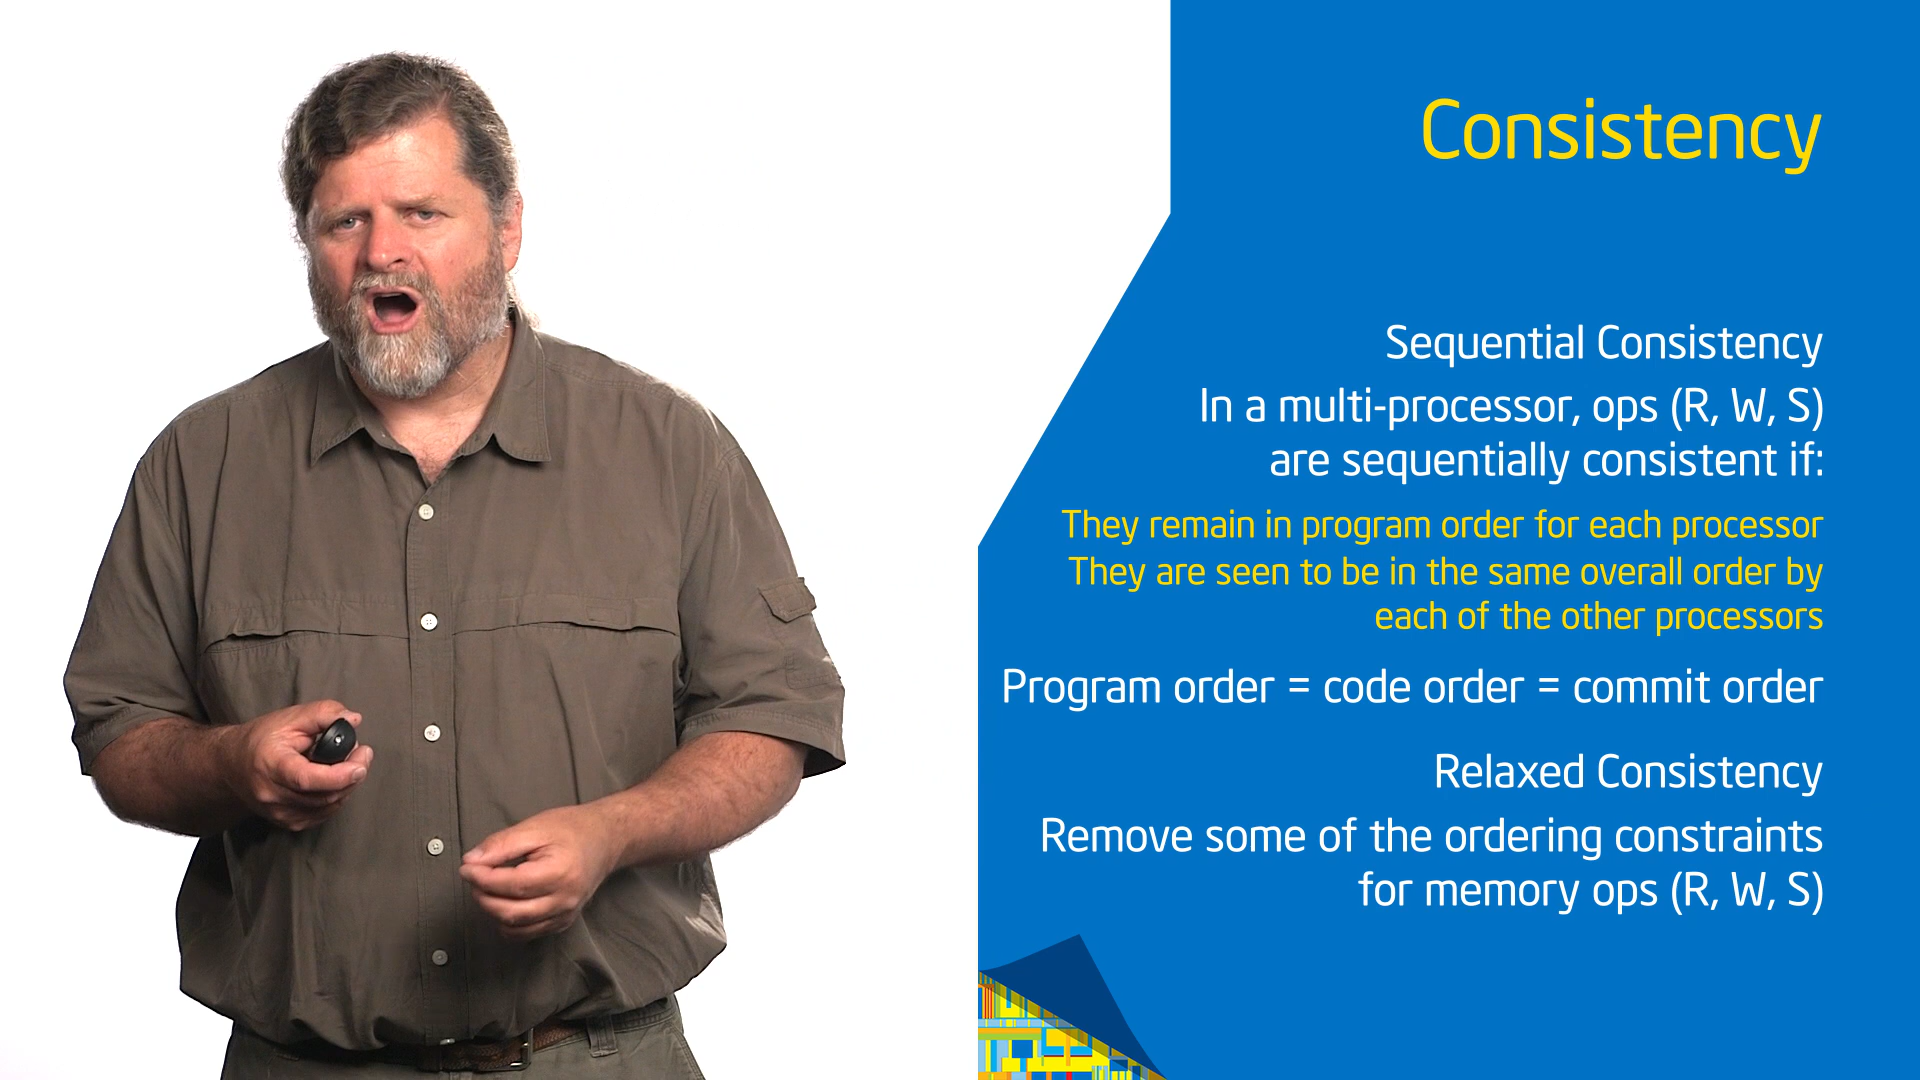 Consistency
Sequential Consistency
In a multi-processor, ops (R, W, S)
are sequentially consistent if:
They remain in program order for each processor
They are seen to be in the same overall order by
each of the other processors
Program order = code order = commit order
Relaxed Consistency
Remove some of the ordering constraints
for memory ops (R, W, S)